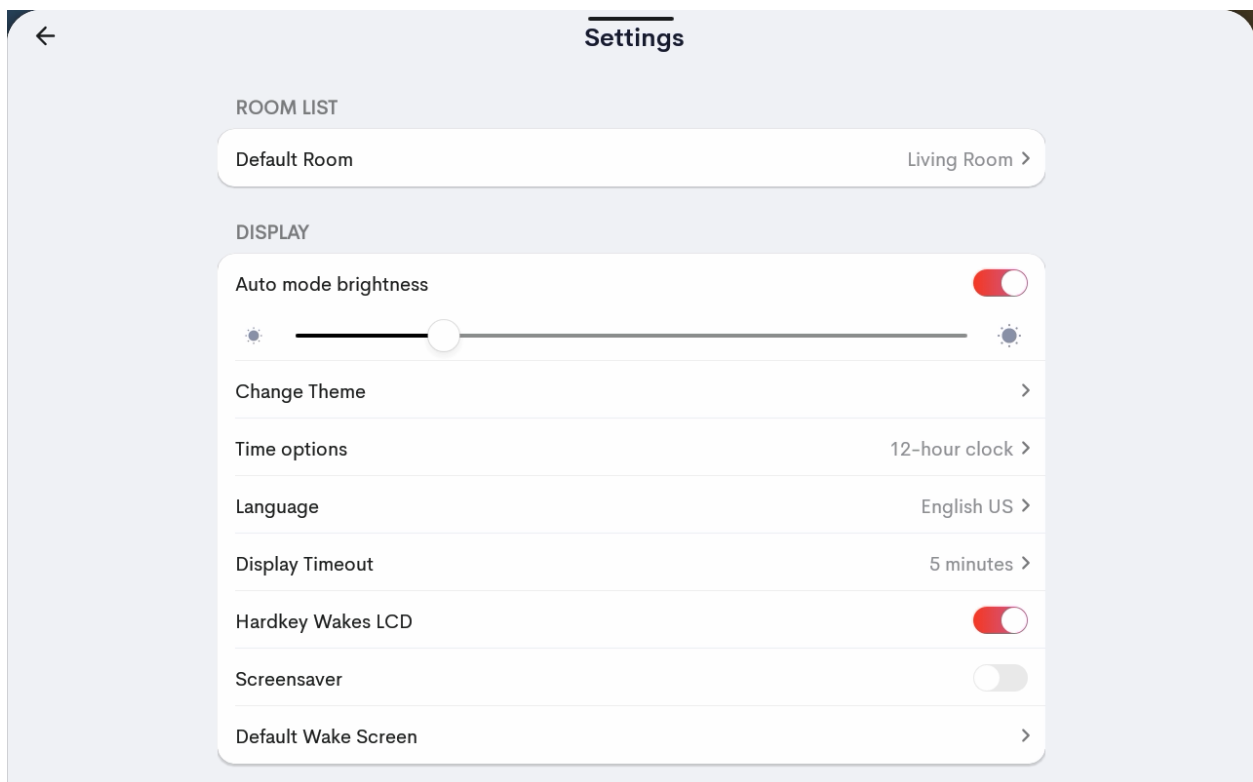 Settings
ROOM LIST
Default Room Living Room
DISPLAY
Auto mode brightness
Change Theme
Time options 12-hour clock
Language English US
Display Timeout 5 minutes
Hardkey Wakes LCD
Screensaver
Default Wake Screen